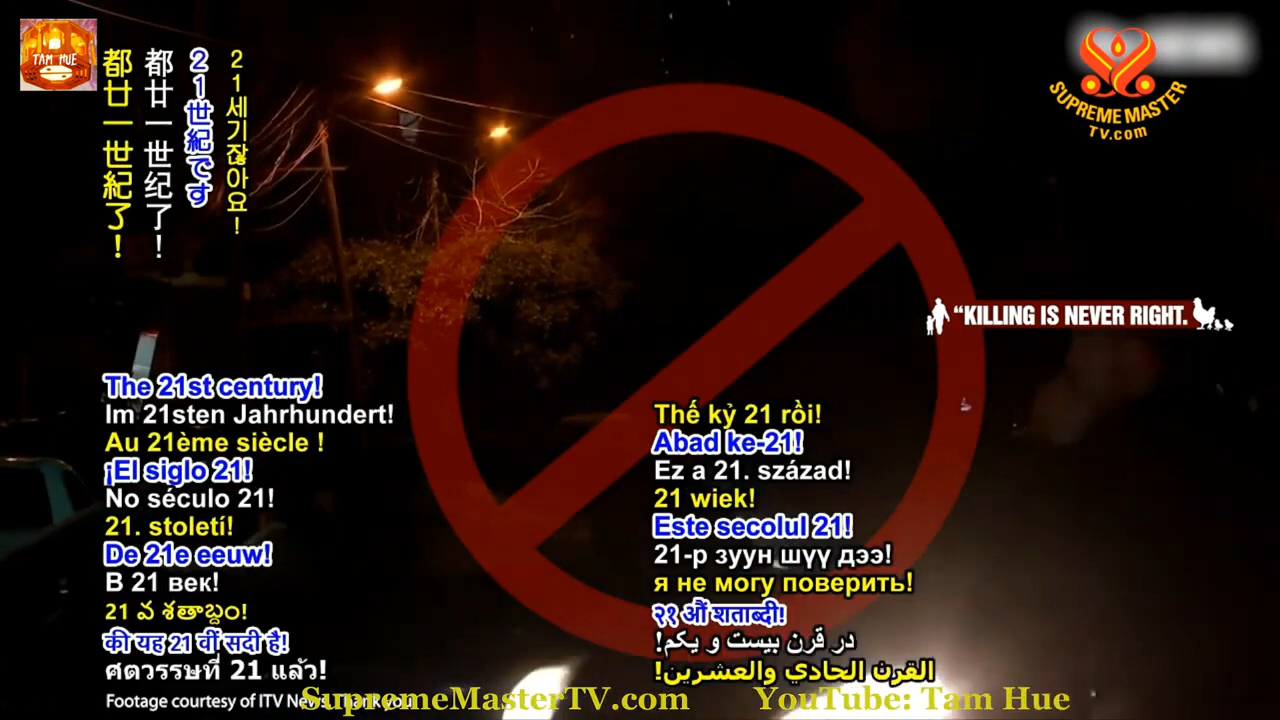 TAM HUE
都廿一世紀了！
都廿一世纪了！
21世紀です
21세기잖아요!
SUPREME MASTER
TV.com
“KILLING IS NEVER RIGHT.
The 21st century!
Im 21sten Jahrhundert!
Au 21ème siècle !
¡El siglo 21!
No século 21!
21. století!
De 21e eeuw!
В 21 век!
21 వ శతాబ్దం!
की यह 21 वीं सदी है!
ศตวรรษที่ 21 แล้ว!
Thế kỷ 21 rồi!
Abad ke-21!
Ez a 21. század!
21 wiek!
Este secolul 21!
21-р зуун шүү дээ!
я не могу поверить!
२१ औं शताब्दी!
در قرن بیست و یکم!
القرن الحادي والعشرين!
Footage courtesy of ITV News, Thank you
SupremeMasterTV.com YouTube: Tam Hue